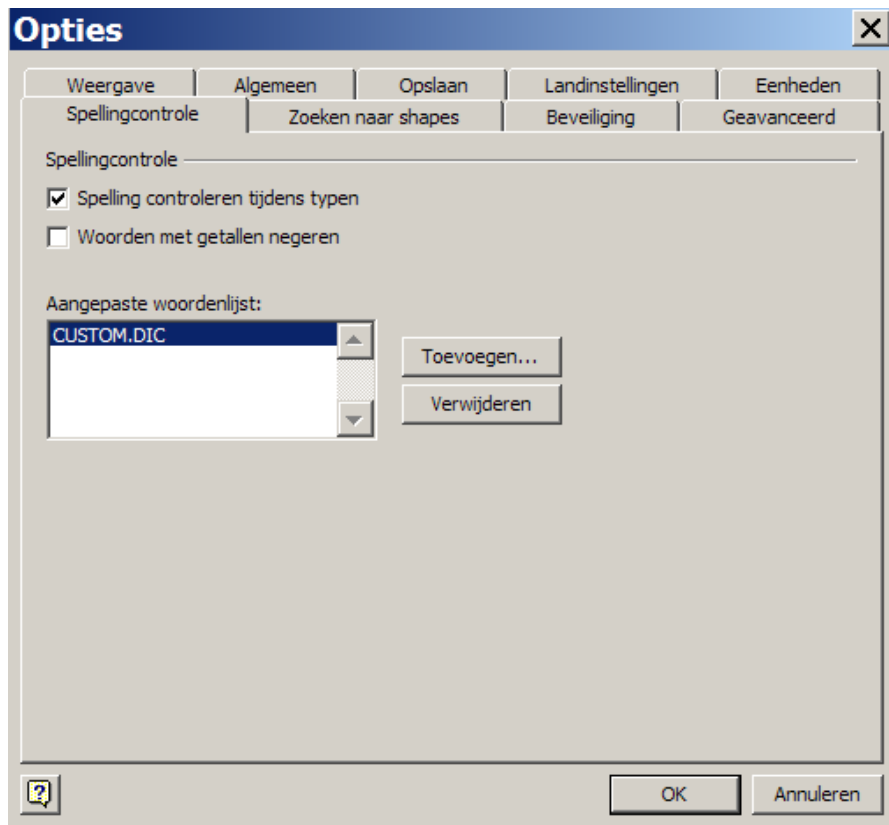 Opties
Weergave Algemeen Opslaan Landinstellingen Eenheden
Spellingcontrole Zoeken naar shapes Beveiliging Geavanceerd
Spellingcontrole
Spelling controleren tijdens typen
Woorden met getallen negeren
Aangepaste woordenlijst:
CUSTOM.DIC
Toevoegen...
Verwijderen
?
OK Annuleren